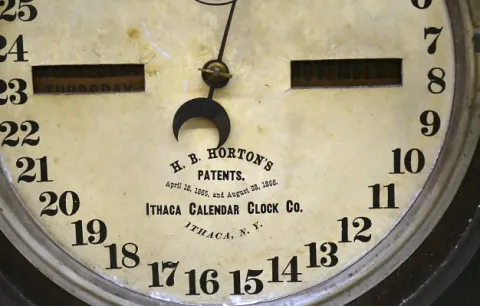 25
24
23
22
21
20
19
18
17
16
15
14
13
12
11
10
9
8
7
6
THURSDAY
NOVEMBER
H. B. HORTON'S
PATENTS.
April 18, 1865, and August 28, 1866.
ITHACA CALENDAR CLOCK CO.
ITHACA, N. Y.